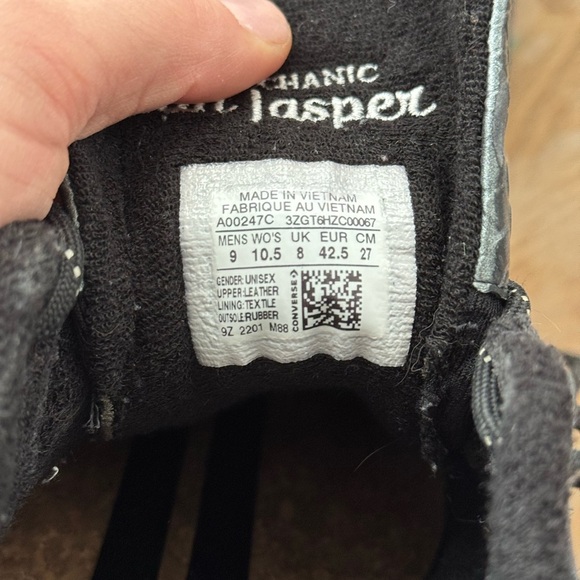 CHANIC
Jasper
MADE IN VIETNAM
FABRIQUE AU VIETNAM
A00247C 3ZGT6HZC00067
MENS WO'S UK EUR CM
9 10.5 8 42.5 27
GENDER:UNISEX
UPPER:LEATHER
LINING:TEXTILE
OUTSOLE:RUBBER
9Z 2201 M88
CONVERSE